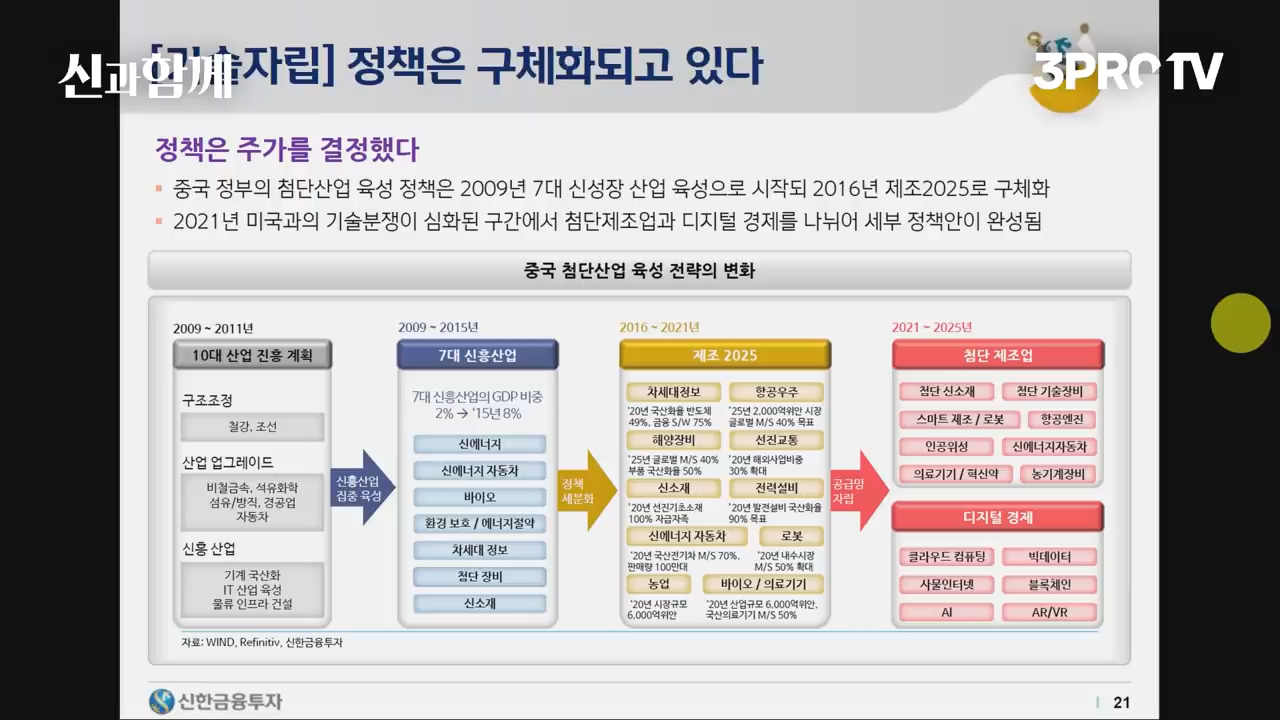 신과함께
[기술자립] 정책은 구체화되고 있다
3PROTV
정책은 주가를 결정했다
▪ 중국 정부의 첨단산업 육성 정책은 2009년 7대 신성장 산업 육성으로 시작되 2016년 제조2025로 구체화
▪ 2021년 미국과의 기술분쟁이 심화된 구간에서 첨단제조업과 디지털 경제를 나뉘어 세부 정책안이 완성됨
중국 첨단산업 육성 전략의 변화
2009 ~ 2011년
10대 산업 진흥 계획
구조조정
철강, 조선
산업 업그레이드
비철금속, 석유화학
섬유/방직, 경공업
자동차
신흥 산업
기계 국산화
IT 산업 육성
물류 인프라 건설
신흥산업
집중 육성
2009 ~ 2015년
7대 신흥산업
7대 신흥산업의 GDP 비중
2% → ‘15년 8%
신에너지
신에너지 자동차
바이오
환경 보호 / 에너지절약
차세대 정보
첨단 장비
신소재
정책
세분화
2016 ~ 2021년
제조 2025
차세대정보 항공우주
‘20년 국산화율 반도체 ‘25년 2,000억위안 시장
49%, 금융 S/W 75% 글로벌 M/S 40% 목표
해양장비 선진교통
‘25년 글로벌 M/S 40% ‘20년 해외사업비중
부품 국산화율 50% 30% 확대
신소재 전력설비
‘20년 선진기초소재 ‘20년 발전설비 국산화율
100% 자급자족 90% 목표
신에너지 자동차 로봇
‘20년 국산전기차 M/S 70%, ‘20년 내수시장
판매량 100만대 M/S 50% 확대
농업 바이오 / 의료기기
‘20년 시장규모 ‘20년 산업규모 6,000억위안,
6,000억위안 국산의료기기 M/S 50%
공급망
자립
2021 ~ 2025년
첨단 제조업
첨단 신소재 첨단 기술장비
스마트 제조 / 로봇 항공엔진
인공위성 신에너지자동차
의료기기 / 혁신약 농기계장비
디지털 경제
클라우드 컴퓨팅 빅데이터
사물인터넷 블록체인
AI AR/VR
자료: WIND, Refinitiv, 신한금융투자
신한금융투자
21